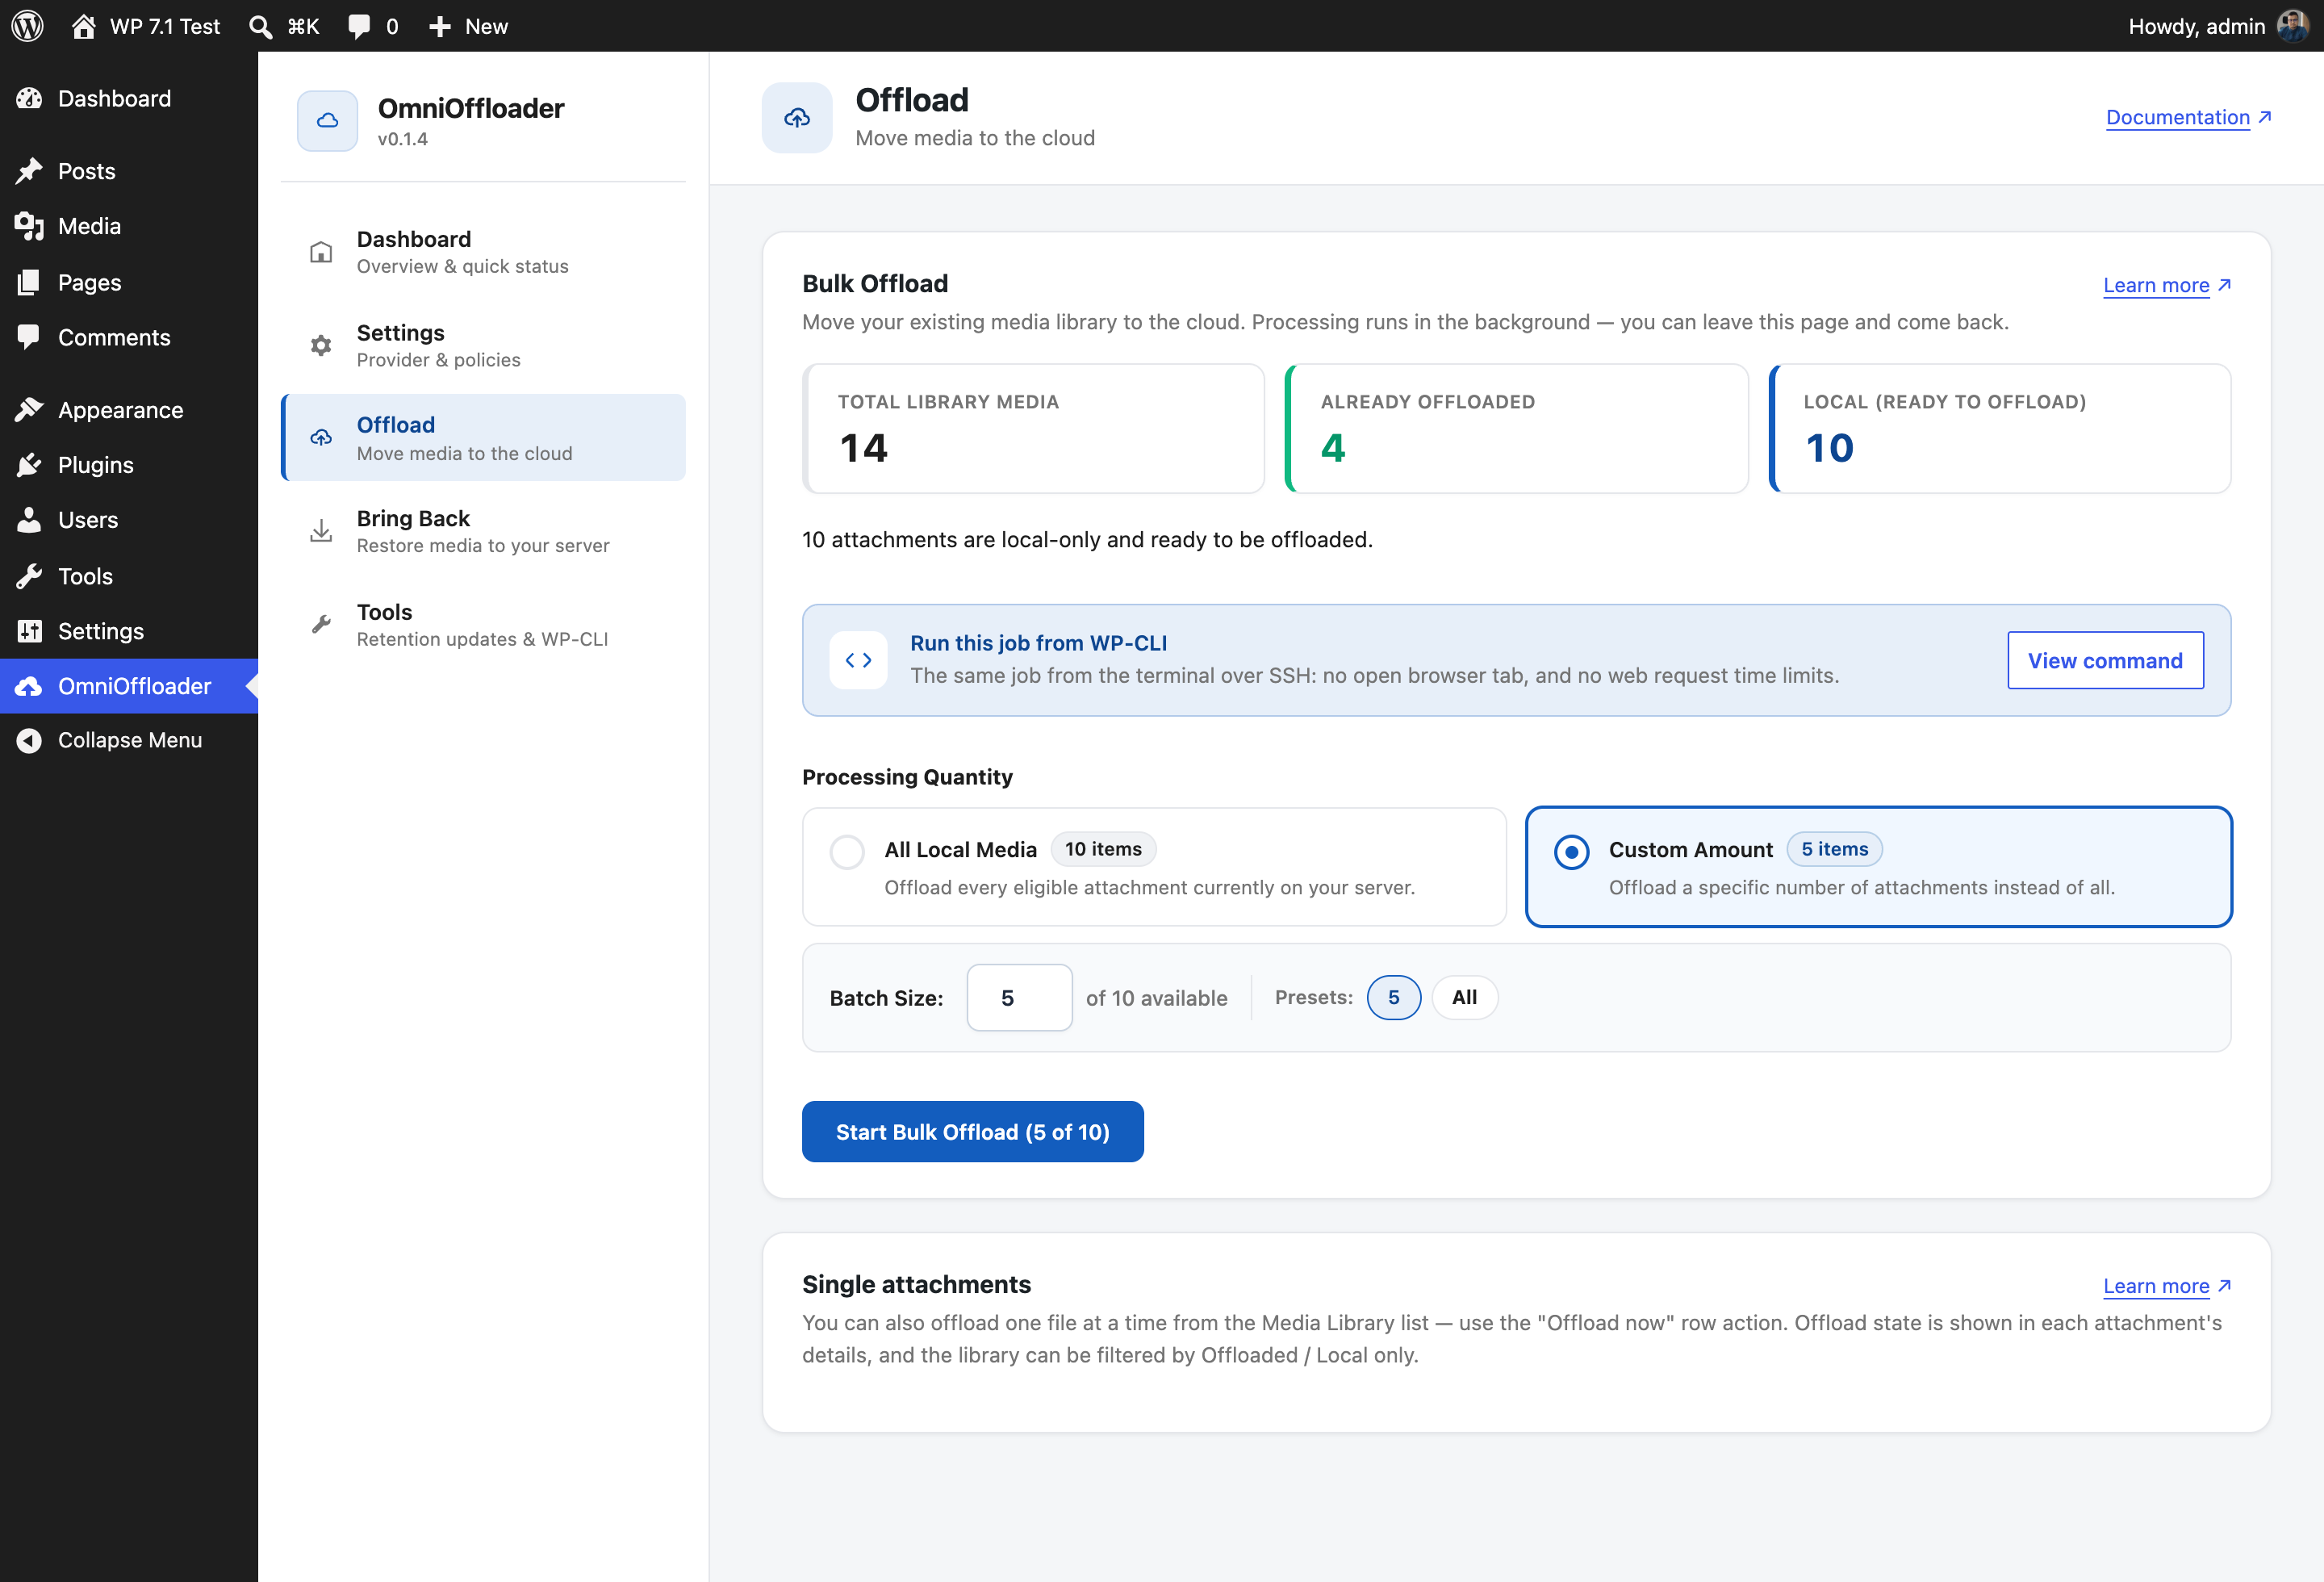 WP 7.1 Test
⌘K
0
New
Howdy, admin
Dashboard
Posts
Media
Pages
Comments
Appearance
Plugins
Users
Tools
Settings
OmniOffloader
Collapse Menu
OmniOffloader
v0.1.4
Dashboard
Overview & quick status
Settings
Provider & policies
Offload
Move media to the cloud
Bring Back
Restore media to your server
Tools
Retention updates & WP-CLI
Offload
Move media to the cloud
Documentation ↗
Bulk Offload
Learn more ↗
Move your existing media library to the cloud. Processing runs in the background — you can leave this page and come back.
TOTAL LIBRARY MEDIA
14
ALREADY OFFLOADED
4
LOCAL (READY TO OFFLOAD)
10
10 attachments are local-only and ready to be offloaded.
Run this job from WP-CLI
The same job from the terminal over SSH: no open browser tab, and no web request time limits.
View command
Processing Quantity
All Local Media 10 items
Offload every eligible attachment currently on your server.
Custom Amount 5 items
Offload a specific number of attachments instead of all.
Batch Size: 5 of 10 available Presets: 5 All
Start Bulk Offload (5 of 10)
Single attachments
Learn more ↗
You can also offload one file at a time from the Media Library list — use the "Offload now" row action. Offload state is shown in each attachment's
details, and the library can be filtered by Offloaded / Local only.